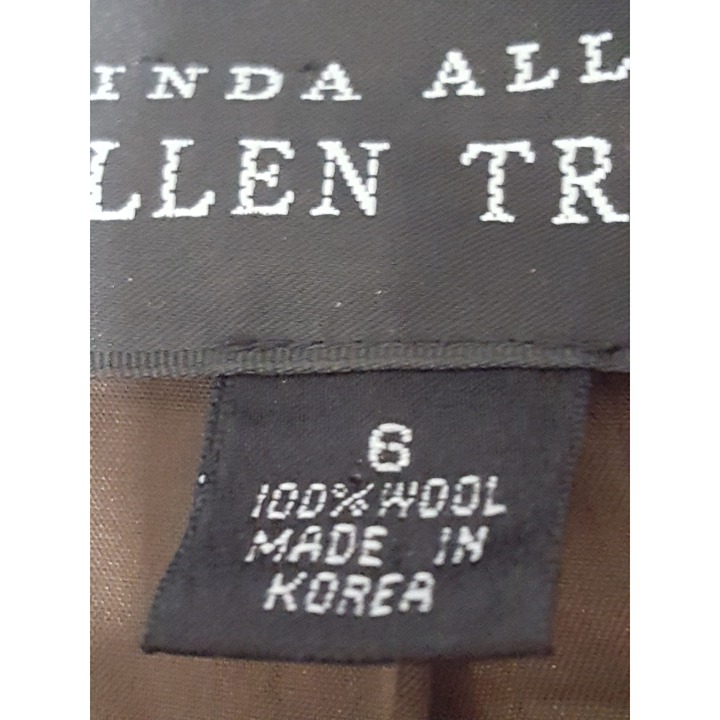 INDA ALL
LLEN TR
6
100% WOOL
MADE IN
KOREA